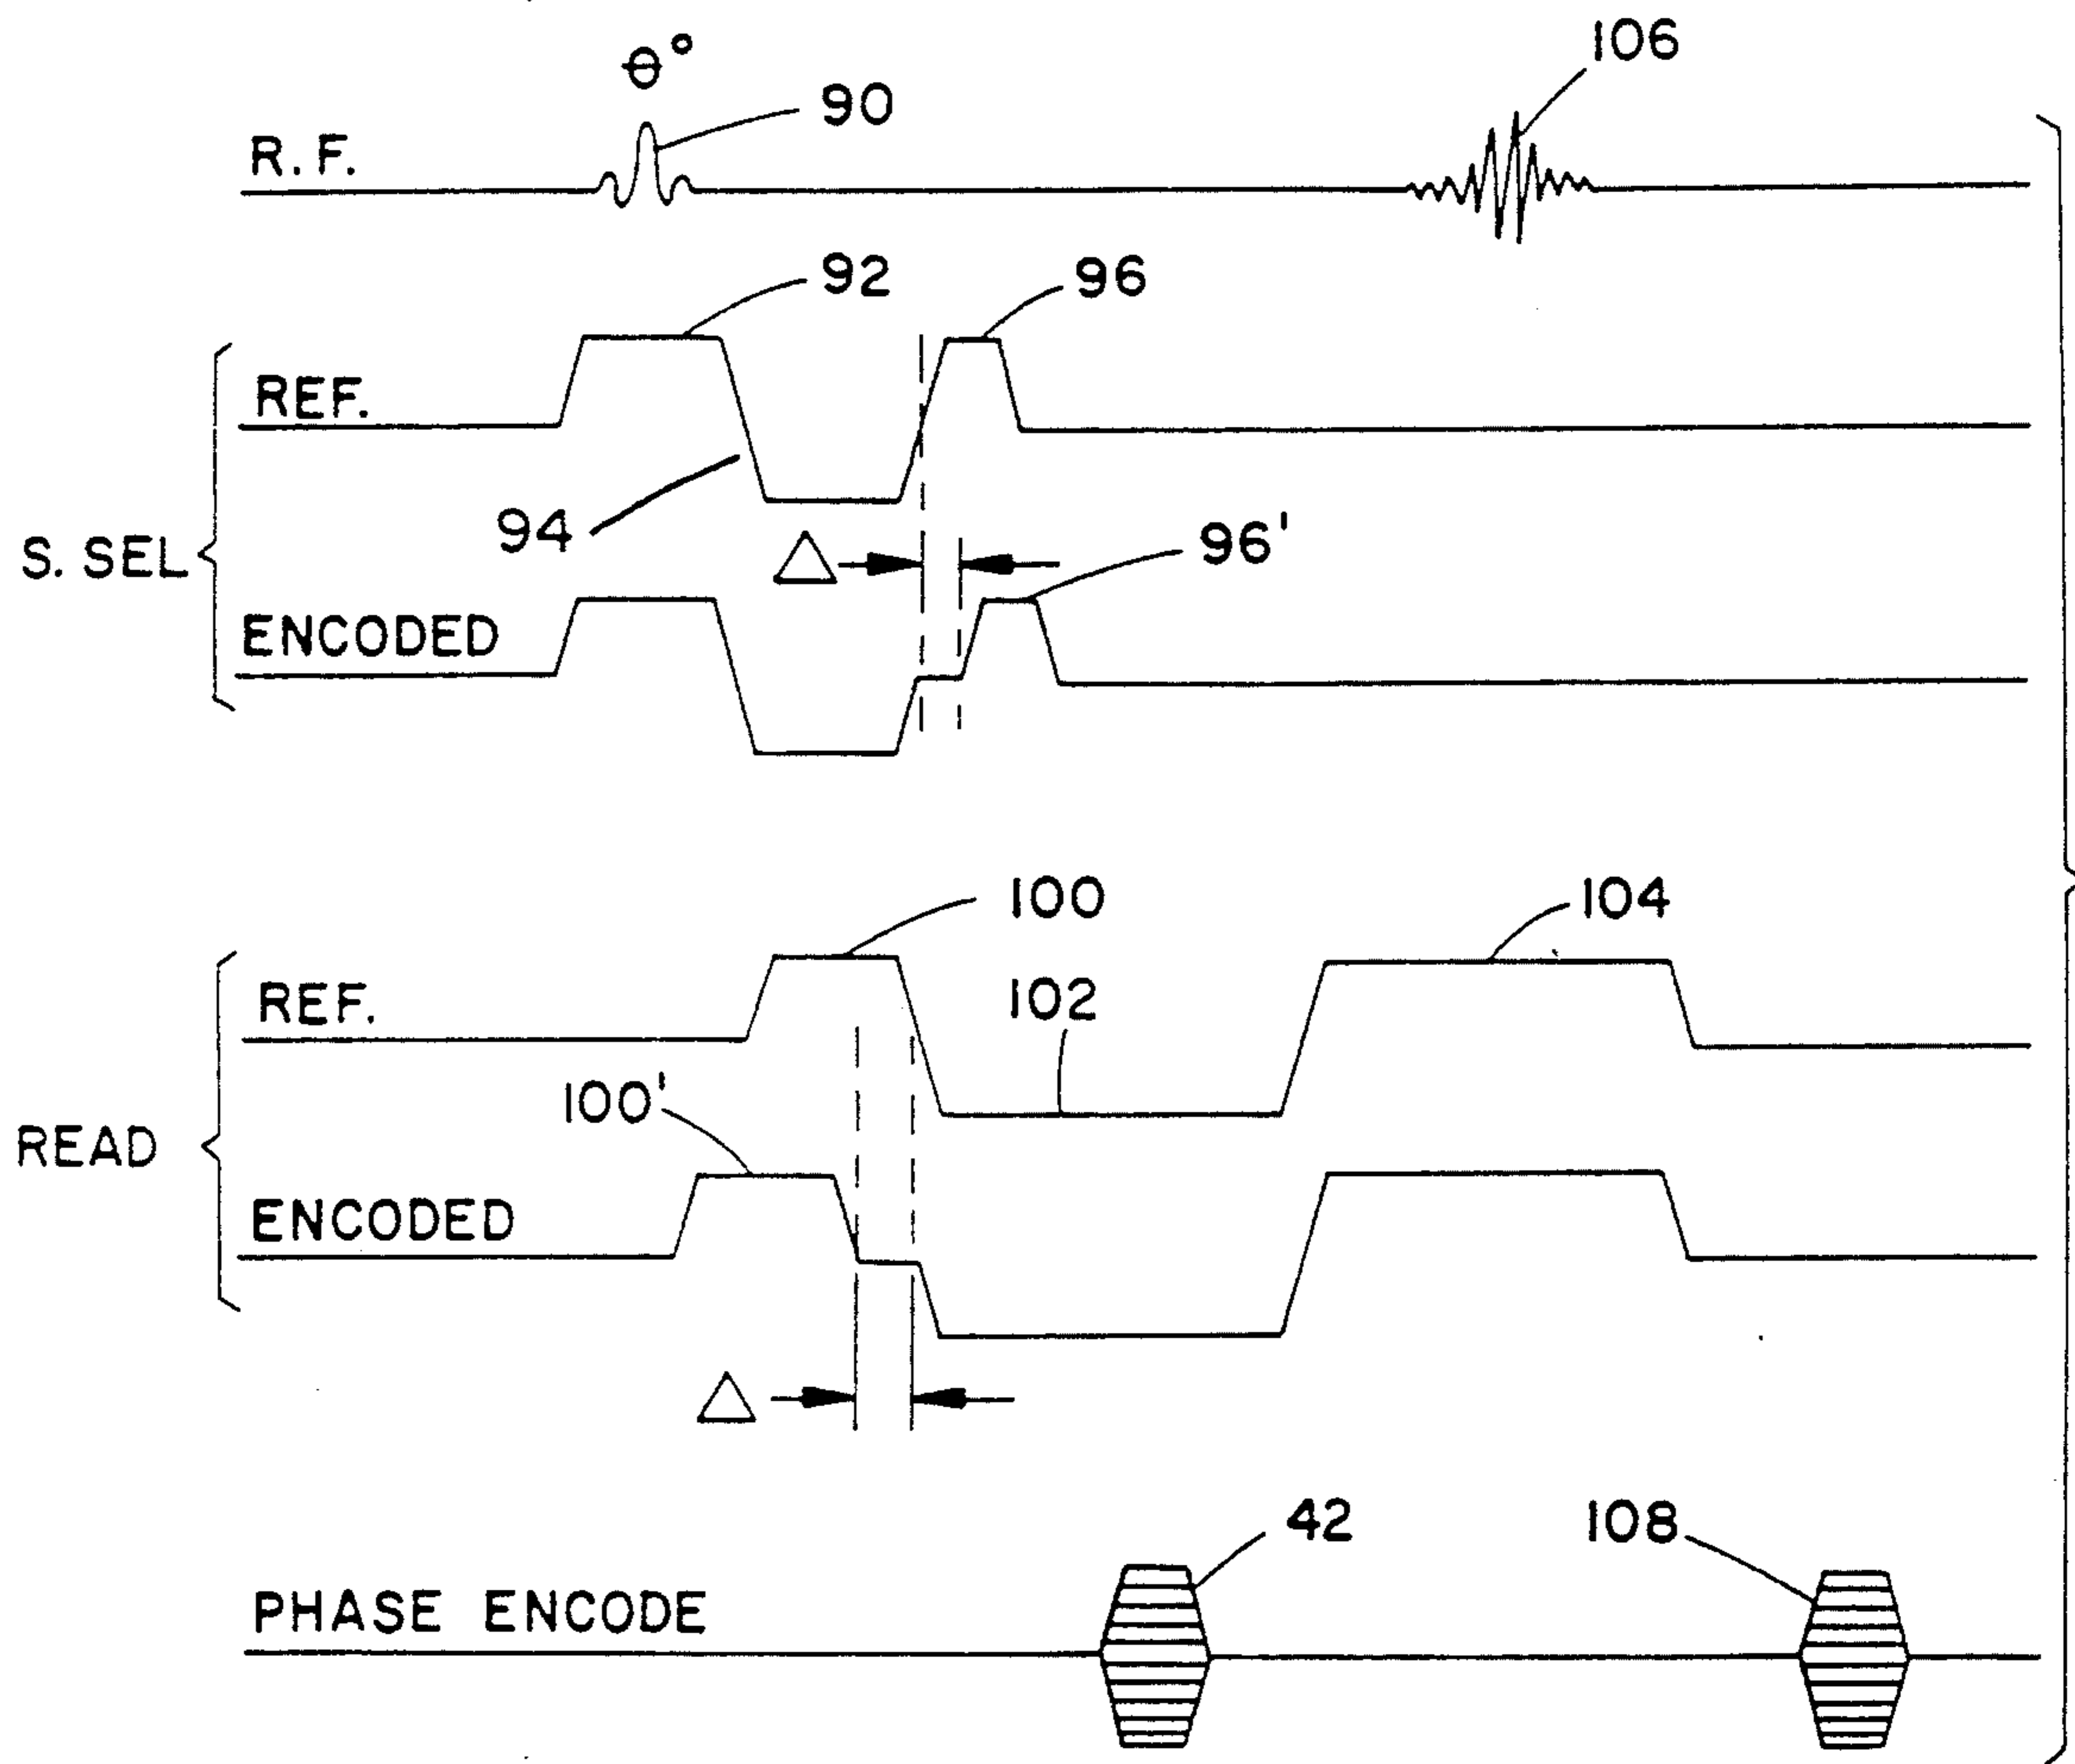 106
θ°
90
R.F.
92
96
REF.
94
96'
S. SEL
△
ENCODED
100
104
REF.
102
100'
READ
ENCODED
△
42
108
PHASE ENCODE